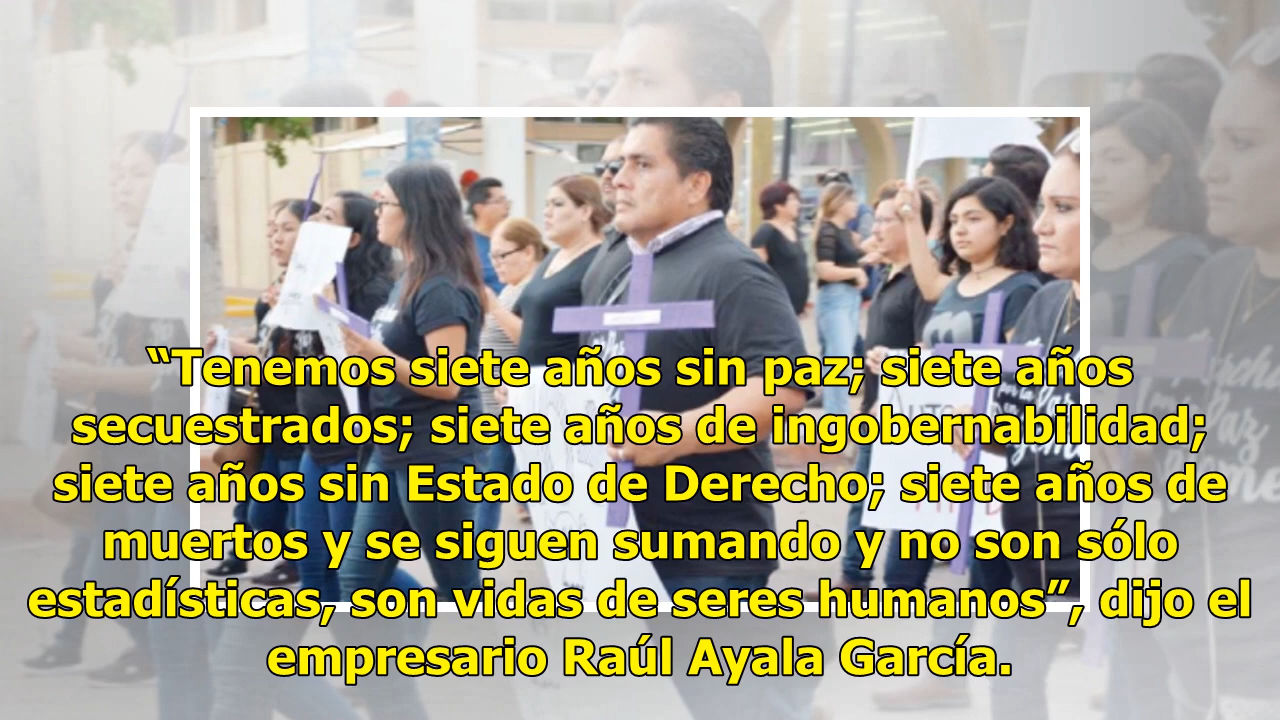 “Tenemos siete años sin paz; siete años
secuestrados; siete años de ingobernabilidad;
siete años sin Estado de Derecho; siete años de
muertos y se siguen sumando y no son sólo
estadísticas, son vidas de seres humanos”, dijo el
empresario Raúl Ayala García.